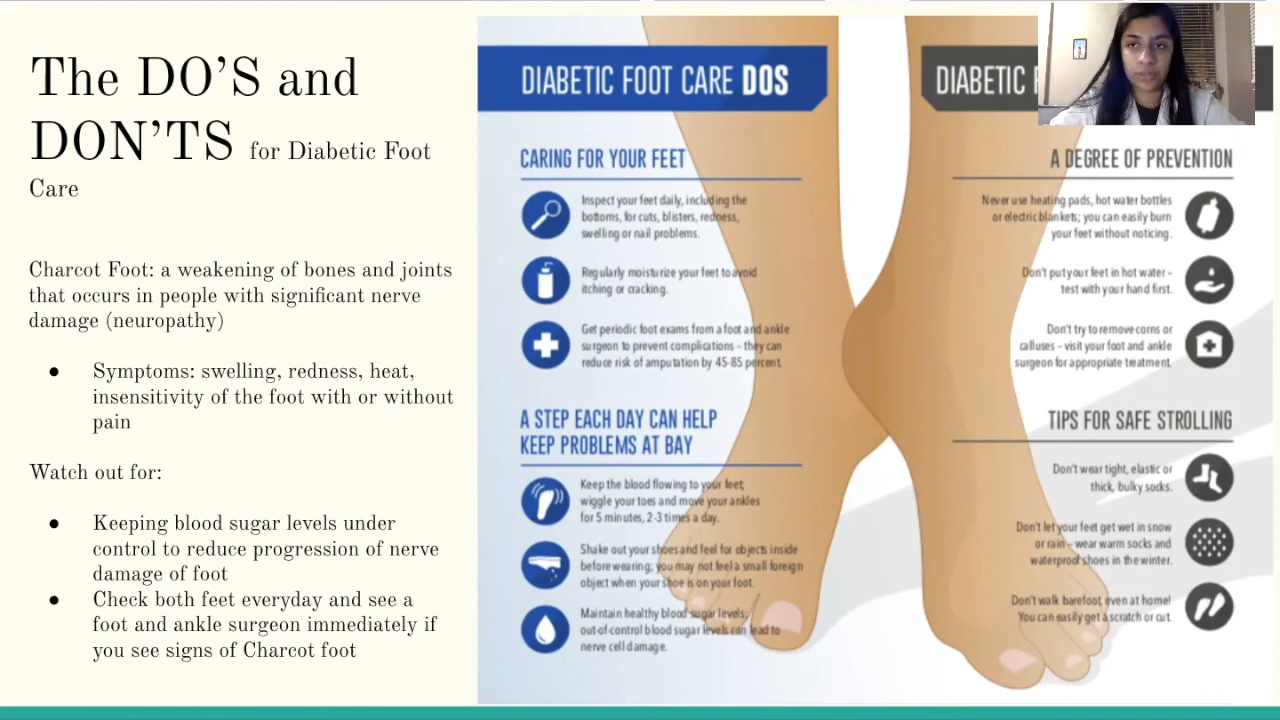 The DO'S and
DON'TS for Diabetic Foot
Care
Charcot Foot: a weakening of bones and joints
that occurs in people with significant nerve
damage (neuropathy)
● Symptoms: swelling, redness, heat,
insensitivity of the foot with or without
pain
Watch out for:
● Keeping blood sugar levels under
control to reduce progression of nerve
damage of foot
● Check both feet everyday and see a
foot and ankle surgeon immediately if
you see signs of Charcot foot
DIABETIC FOOT CARE DOS
CARING FOR YOUR FEET
Inspect your feet daily, including the
bottoms, for cuts, blisters, redness,
swelling or nail problems.
Regularly moisturize your feet to avoid
itching or cracking.
Get periodic foot exams from a foot and ankle
surgeon to prevent complications – they can
reduce risk of amputation by 45-85 percent.
A STEP EACH DAY CAN HELP
KEEP PROBLEMS AT BAY
Keep the blood flowing to your feet;
wiggle your toes and move your ankles
for 5 minutes, 2-3 times a day.
Shake out your shoes and feel for objects inside
before wearing; you may not feel a small foreign
object when your shoe is on your foot.
Maintain healthy blood sugar levels;
out-of-control blood sugar levels can lead to
nerve cell damage.
DIABETIC
A DEGREE OF PREVENTION
Never use heating pads, hot water bottles
or electric blankets; you can easily burn
your feet without noticing.
Don't put your feet in hot water –
test with your hand first.
Don't try to remove corns or
calluses – visit your foot and ankle
surgeon for appropriate treatment.
TIPS FOR SAFE STROLLING
Don't wear tight, elastic or
thick, bulky socks.
Don't let your feet get wet in snow
or rain – wear warm socks and
waterproof shoes in the winter.
Don't walk barefoot, even at home!
You can easily get a scratch or cut.